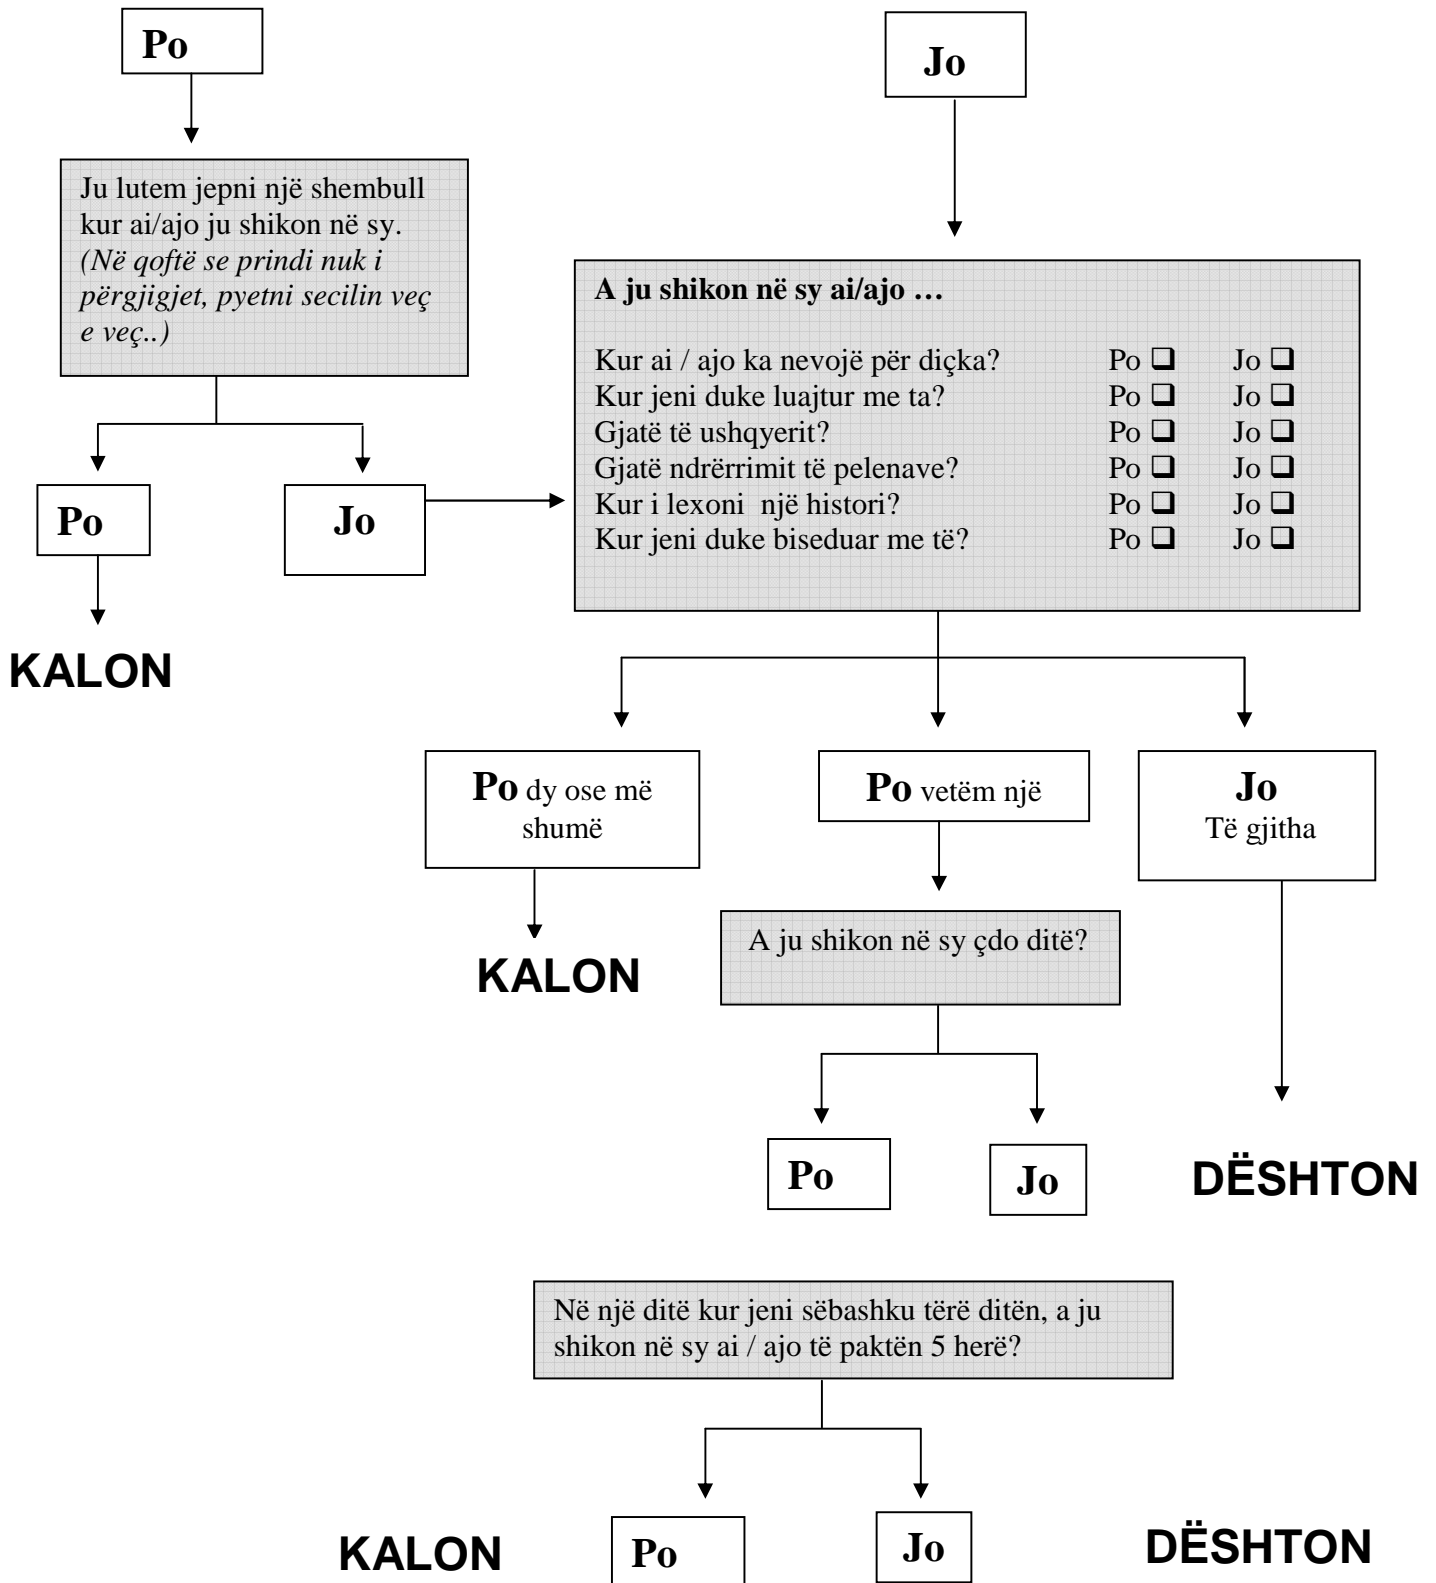 Po
Jo
Ju lutem jepni një shembull
kur ai/ajo ju shikon në sy.
(Në qoftë se prindi nuk i
përgjigjet, pyetni secilin veç
e veç..)
A ju shikon në sy ai/ajo …
Kur ai / ajo ka nevojë për diçka? Po ❑ Jo ❑
Kur jeni duke luajtur me ta? Po ❑ Jo ❑
Gjatë të ushqyerit? Po ❑ Jo ❑
Gjatë ndrërrimit të pelenave? Po ❑ Jo ❑
Kur i lexoni një histori? Po ❑ Jo ❑
Kur jeni duke biseduar me të? Po ❑ Jo ❑
Po
Jo
KALON
Po dy ose më
shumë
Po vetëm një
Jo
Të gjitha
KALON
A ju shikon në sy çdo ditë?
Po
Jo
DËSHTON
Në një ditë kur jeni sëbashku tërë ditën, a ju
shikon në sy ai / ajo të paktën 5 herë?
KALON
Po
Jo
DËSHTON